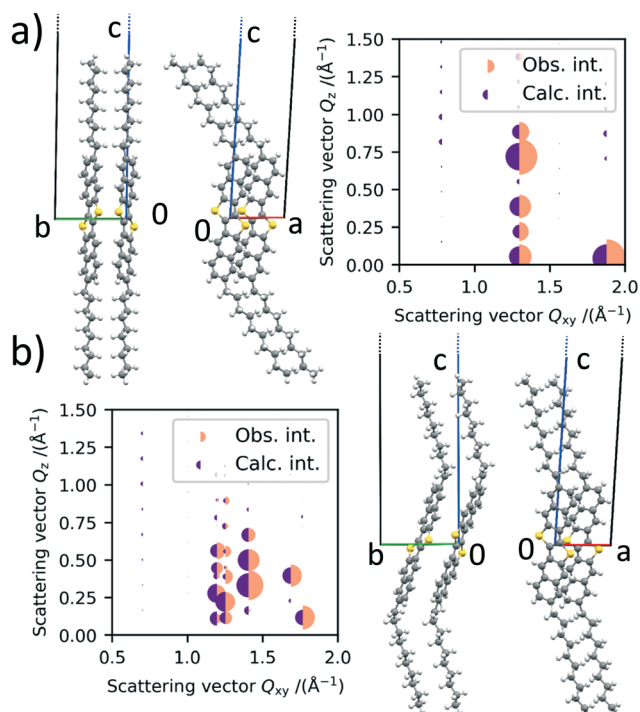 a)
c
c
b
0
0
a
Scattering vector Qz /(Å⁻¹)
1.50
1.25
1.00
0.75
0.50
0.25
0.00
Obs. int.
Calc. int.
0.5
1.0
1.5
2.0
Scattering vector Qxy /(Å⁻¹)
b)
Scattering vector Qz /(Å⁻¹)
1.50
1.25
1.00
0.75
0.50
0.25
0.00
Obs. int.
Calc. int.
0.5
1.0
1.5
2.0
Scattering vector Qxy /(Å⁻¹)
c
c
b
0
0
a